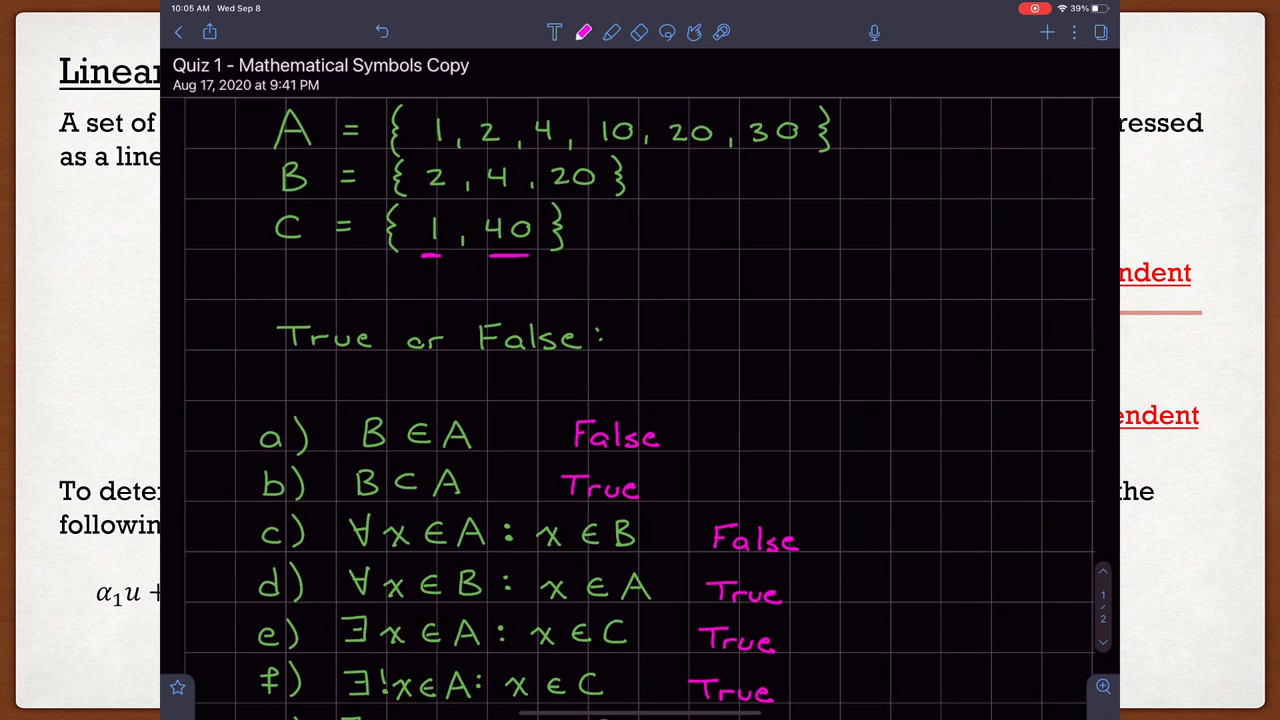 10:05 AM Wed Sep 8
39%
Quiz 1 - Mathematical Symbols Copy
Aug 17, 2020 at 9:41 PM
A = { 1, 2, 4, 10, 20, 30 }
B = { 2, 4, 20 }
C = { 1, 40 }
True or False:
a) B ∈ A False
b) B ⊂ A True
c) ∀ x ∈ A : x ∈ B False
d) ∀ x ∈ B : x ∈ A True
e) ∃ x ∈ A : x ∈ C True
f) ∃! x ∈ A : x ∈ C True
1
2
Linear
A set of
as a line
ressed
ndent
endent
To deter
following
the
α₁u +